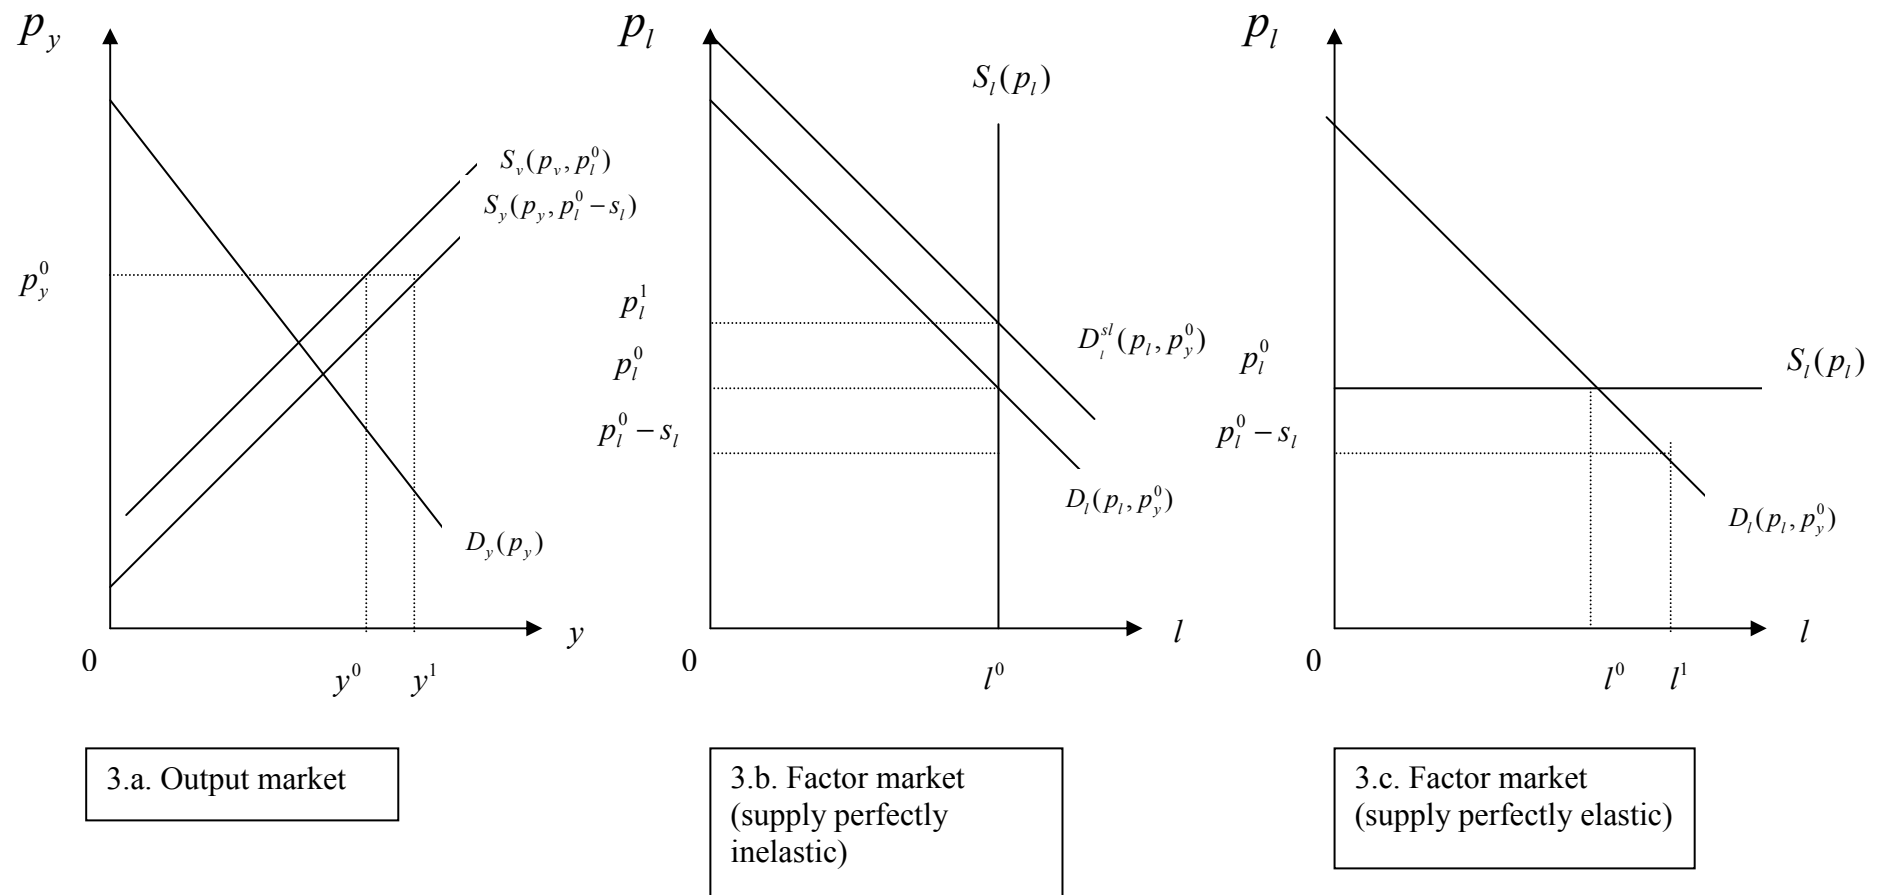 p_y
S_v(p_v, p_l^0)
S_y(p_y, p_l^0 − s_l)
p_y^0
D_y(p_y)
0
y^0
y^1
y
3.a. Output market
p_l
S_l(p_l)
p_l^1
p_l^0
p_l^0 − s_l
D_l^{sl}(p_l, p_y^0)
D_l(p_l, p_y^0)
0
l^0
l
3.b. Factor market
(supply perfectly
inelastic)
p_l
p_l^0
S_l(p_l)
p_l^0 − s_l
D_l(p_l, p_y^0)
0
l^0
l^1
l
3.c. Factor market
(supply perfectly elastic)